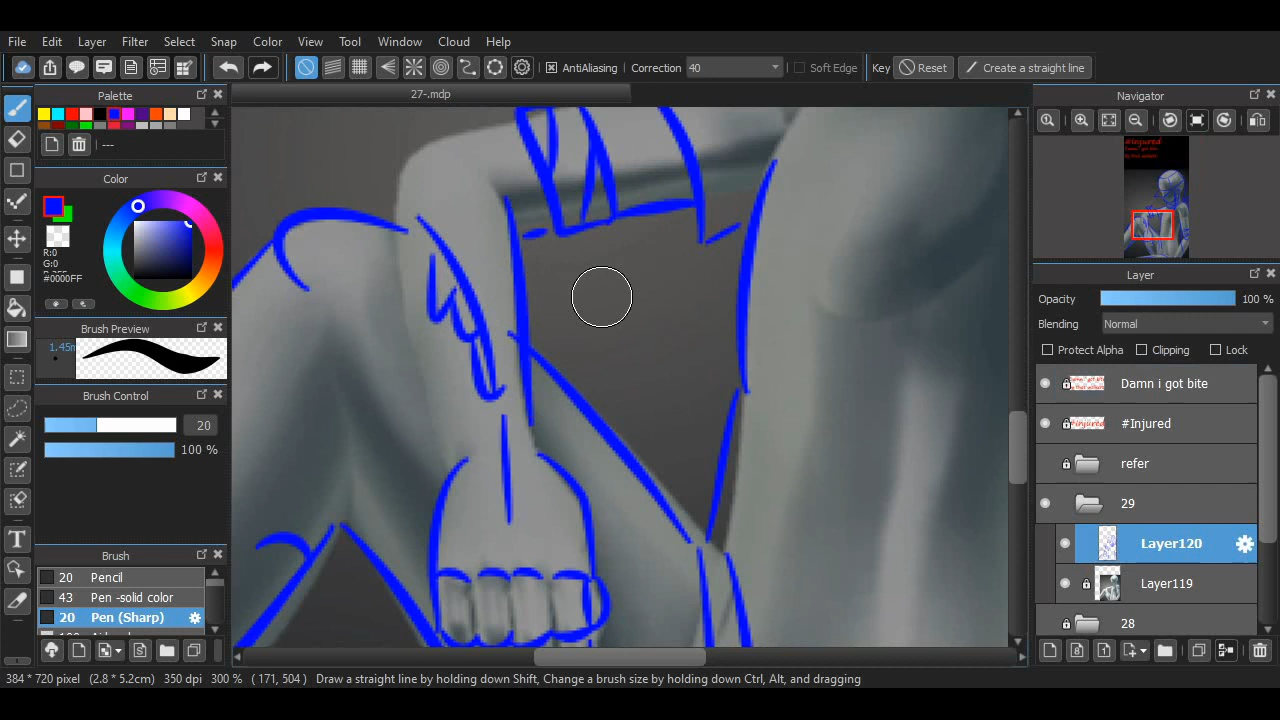 File Edit Layer Filter Select Snap Color View Tool Window Cloud Help
AntiAliasing Correction 40 Soft Edge Key Reset Create a straight line
Palette
27-.mdp
Navigator
---
Color
R:0
G:0
#0000FF
Brush Preview
Brush Control
20
100 %
Brush
20 Pencil
43 Pen -solid color
20 Pen (Sharp)
Layer
Opacity 100 %
Blending Normal
Protect Alpha Clipping Lock
Damn i got bite
#Injured
refer
29
Layer120
Layer119
28
384 * 720 pixel (2.8 * 5.2cm) 350 dpi 300 % ( 171, 504 ) Draw a straight line by holding down Shift, Change a brush size by holding down Ctrl, Alt, and dragging